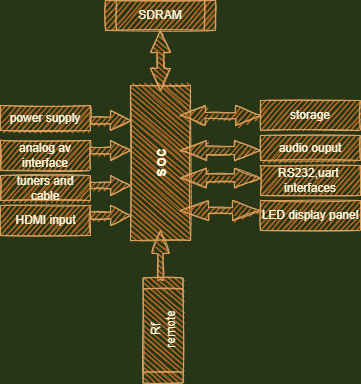 SDRAM
power supply
analog av
interface
tuners and
cable
HDMI input
soc
storage
audio ouput
RS232,uart
interfaces
LED display panel
Rf
remote